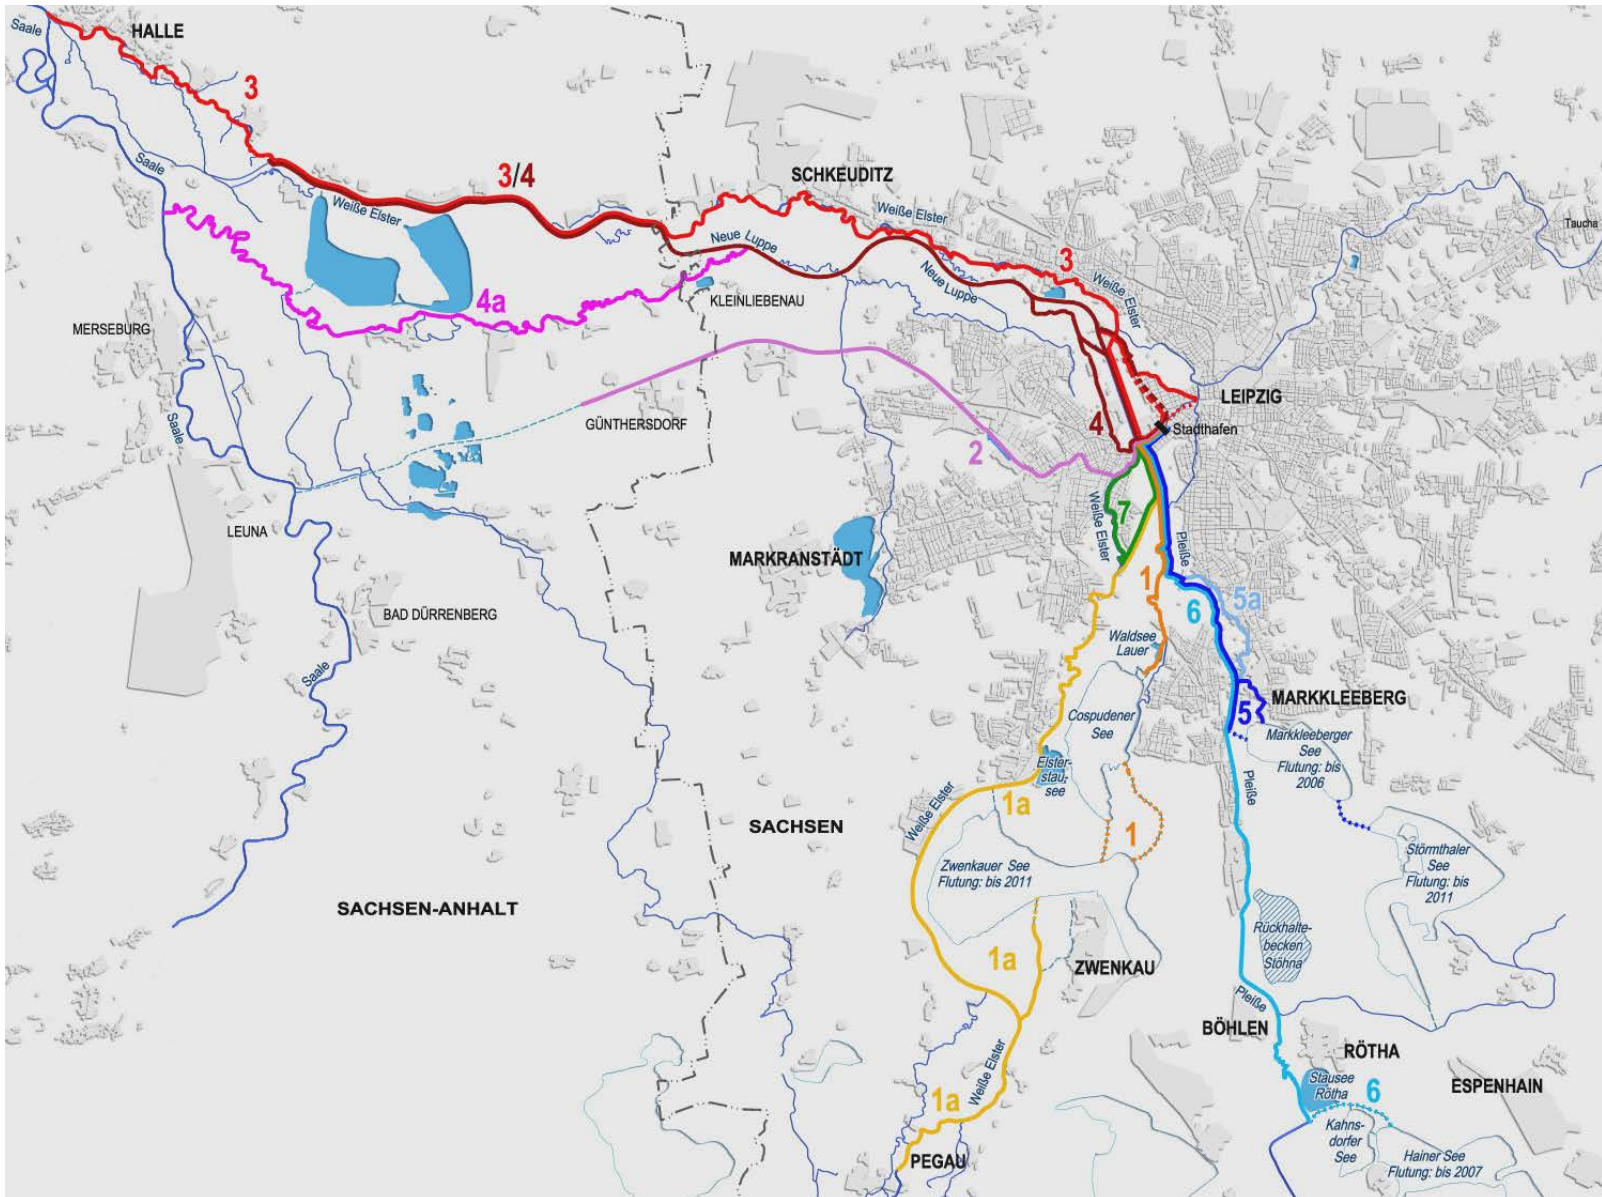 Saale
HALLE
3
Saale
3/4
SCHKEUDITZ
Weiße Elster
Weiße Elster
Taucha
Neue Luppe
3
Weiße Elster
Neue Luppe
4a
KLEINLIEBENAU
MERSEBURG
LEIPZIG
Saale
GÜNTHERSDORF
4
Stadthafen
2
Weiße Elster
7
LEUNA
Pleiße
MARKRANSTÄDT
1
BAD DÜRRENBERG
6
5a
Waldsee
Lauer
Saale
MARKKLEEBERG
Cospudener
See
5
Markkleeberger
See
Flutung: bis
2006
Elster-
stau-
see
Pleiße
1a
Weiße Elster
SACHSEN
1
Störmthaler
See
Flutung: bis
2011
Zwenkauer See
Flutung: bis 2011
SACHSEN-ANHALT
Rückhalte-
becken
Stöhna
1a
ZWENKAU
Pleiße
BÖHLEN
RÖTHA
Weiße Elster
Stausee
Rötha
6
ESPENHAIN
1a
Kahns-
dorfer
See
PEGAU
Hainer See
Flutung: bis 2007